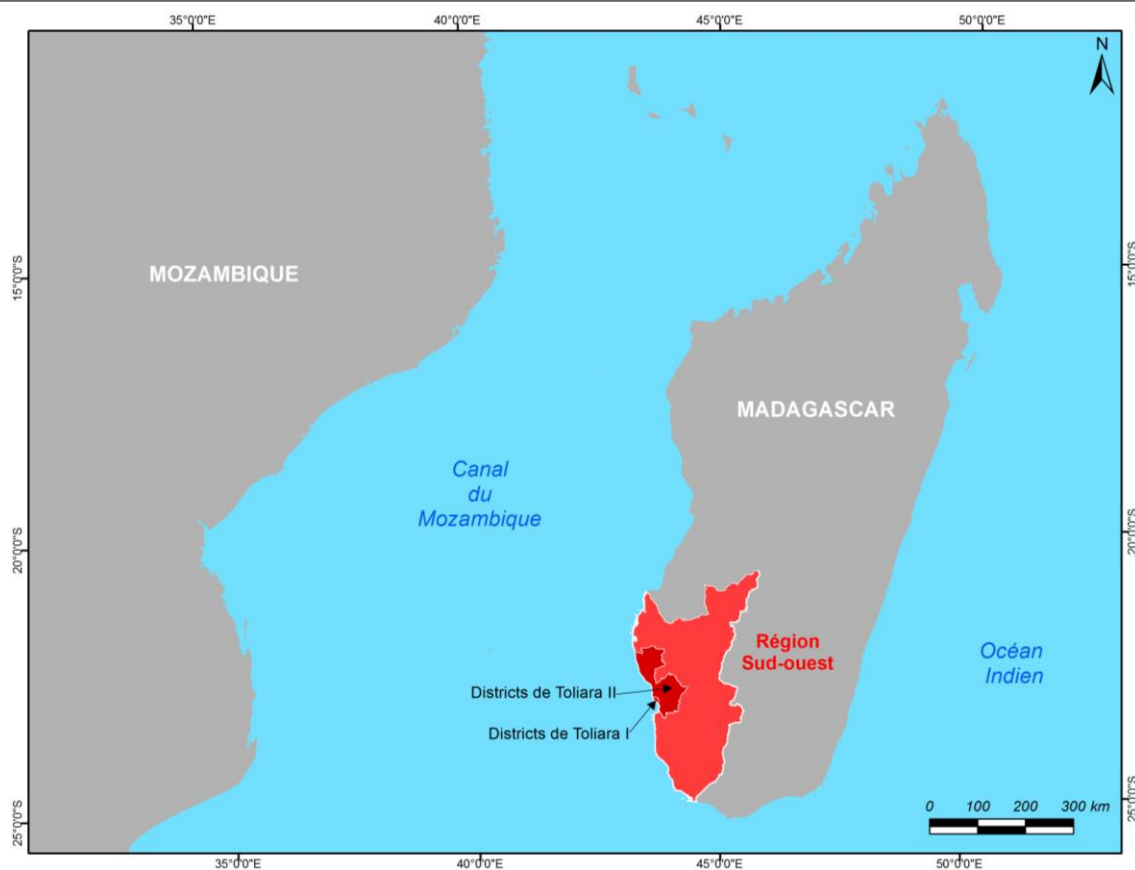 35°0'0"E
40°0'0"E
45°0'0"E
50°0'0"E
N
MOZAMBIQUE
15°0'0"S
15°0'0"S
MADAGASCAR
Canal
du
Mozambique
20°0'0"S
20°0'0"S
Région
Sud-ouest
Océan
Indien
Districts de Toliara II
Districts de Toliara I
0 100 200 300 km
25°0'0"S
25°0'0"S
35°0'0"E
40°0'0"E
45°0'0"E
50°0'0"E